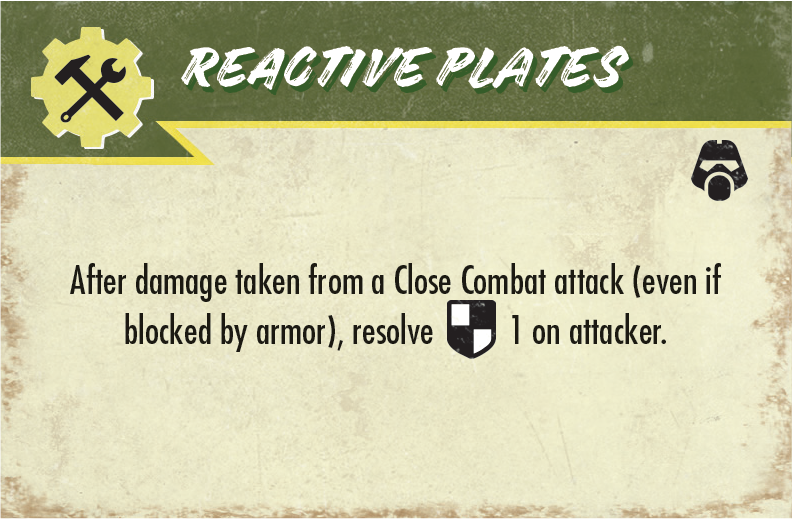 REACTIVE PLATES
After damage taken from a Close Combat attack (even if
blocked by armor), resolve 1 on attacker.